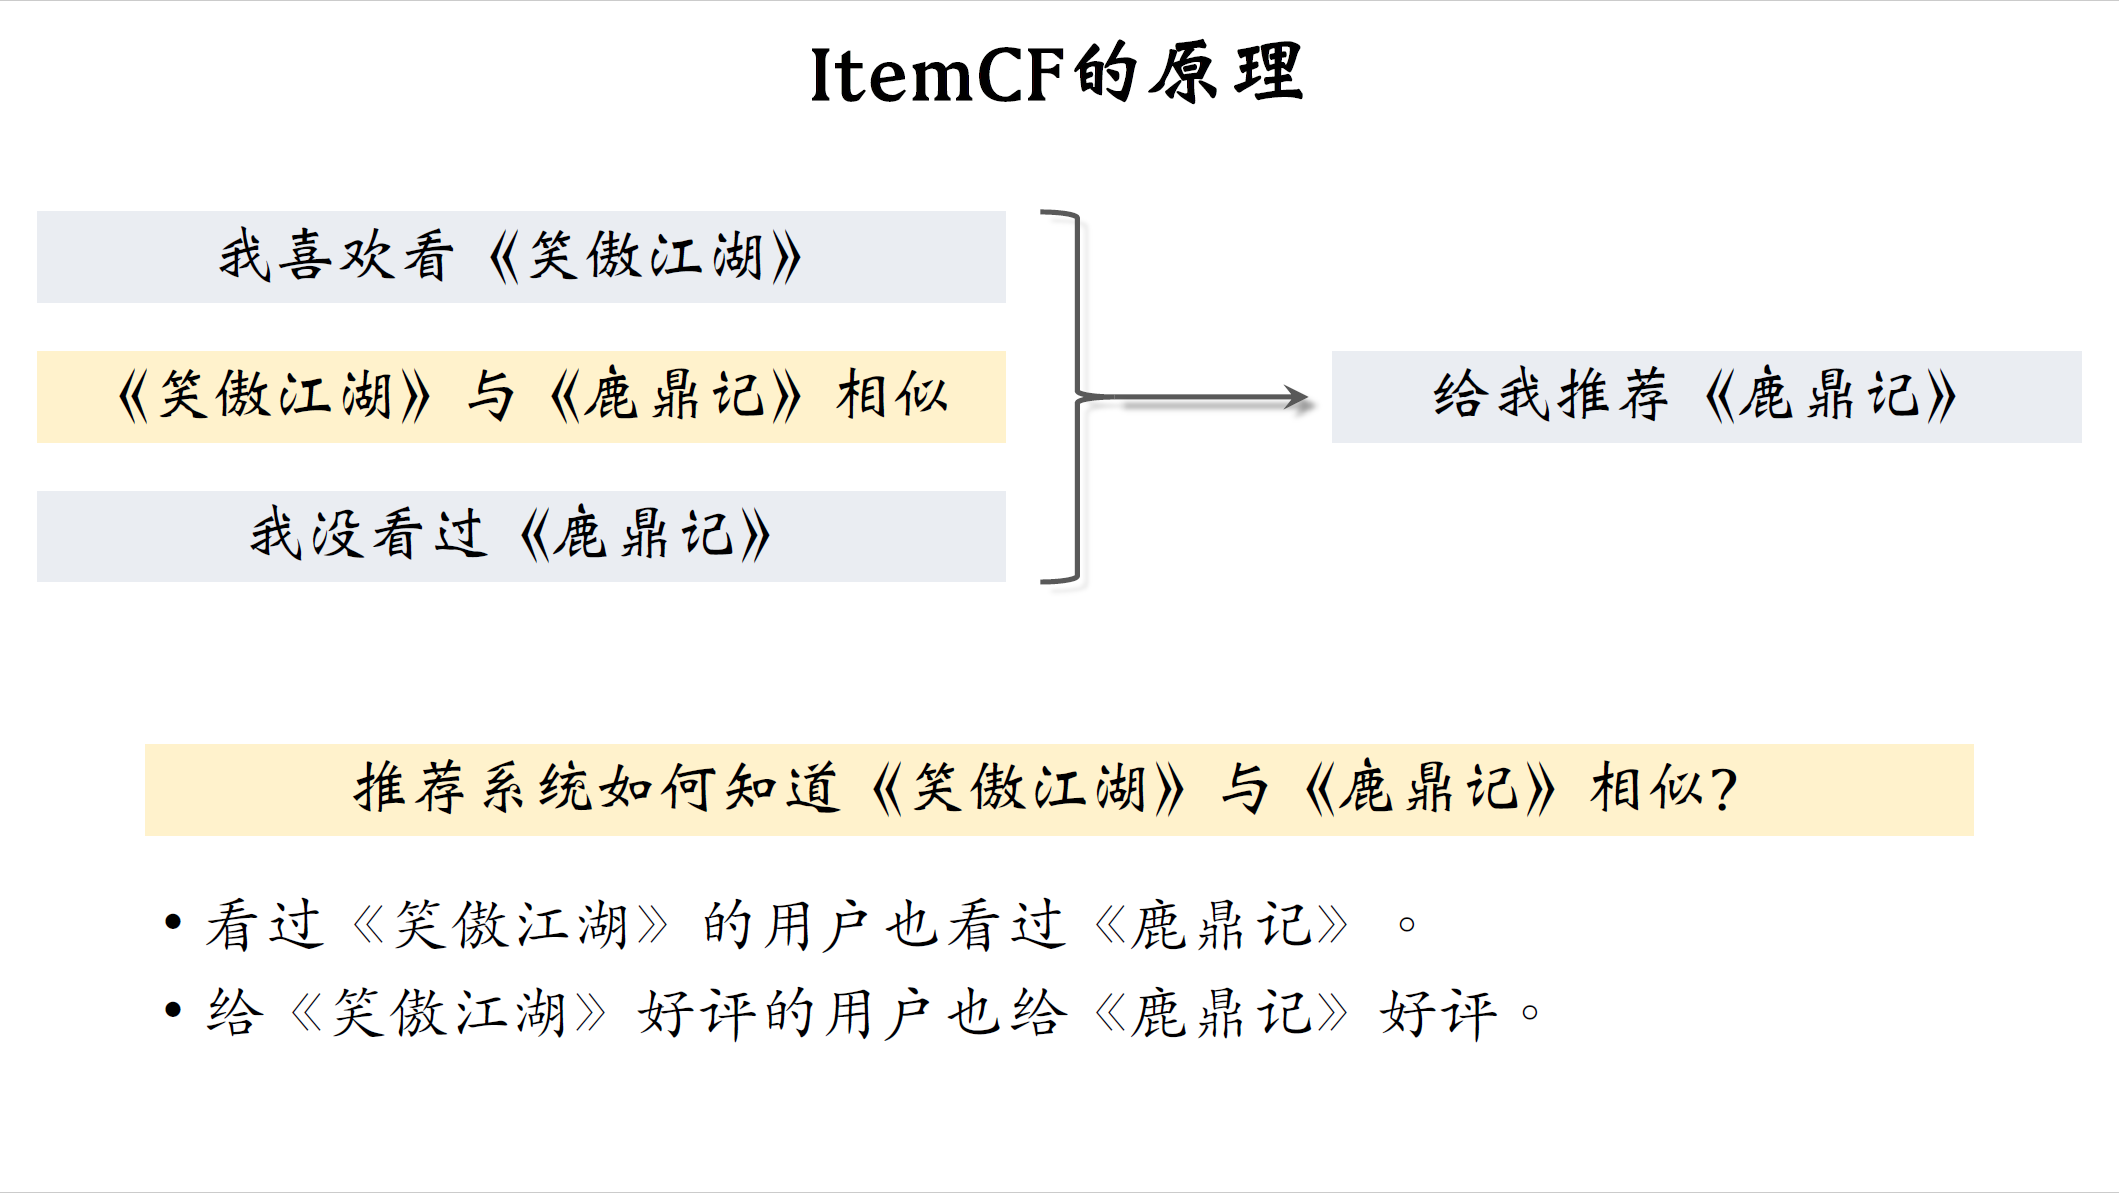 ItemCF的原理
我喜欢看《笑傲江湖》
《笑傲江湖》与《鹿鼎记》相似
我没看过《鹿鼎记》
给我推荐《鹿鼎记》
推荐系统如何知道《笑傲江湖》与《鹿鼎记》相似?
• 看过《笑傲江湖》的用户也看过《鹿鼎记》。
• 给《笑傲江湖》好评的用户也给《鹿鼎记》好评。